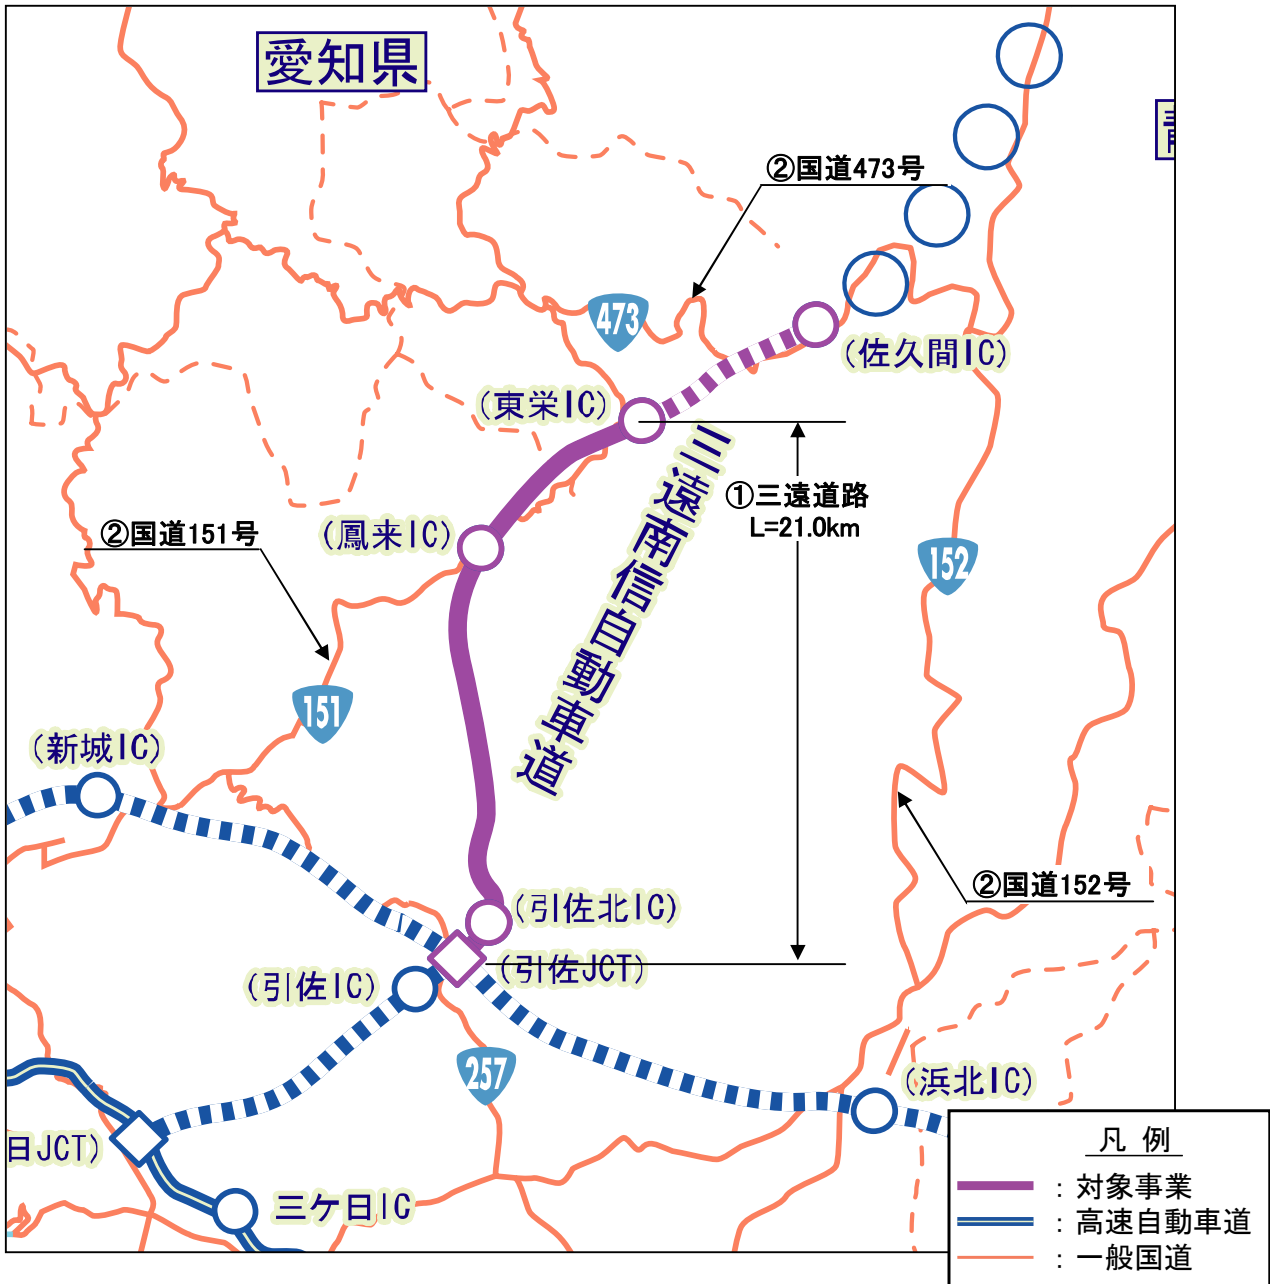 愛知県
②国道473号
473
(佐久間IC)
(東栄IC)
三遠南信自動車道
①三遠道路
L=21.0km
(鳳来IC)
②国道151号
152
151
(新城IC)
②国道152号
(引佐北IC)
(引佐JCT)
(引佐IC)
257
(浜北IC)
日JCT)
三ケ日IC
凡 例
: 対象事業
: 高速自動車道
: 一般国道